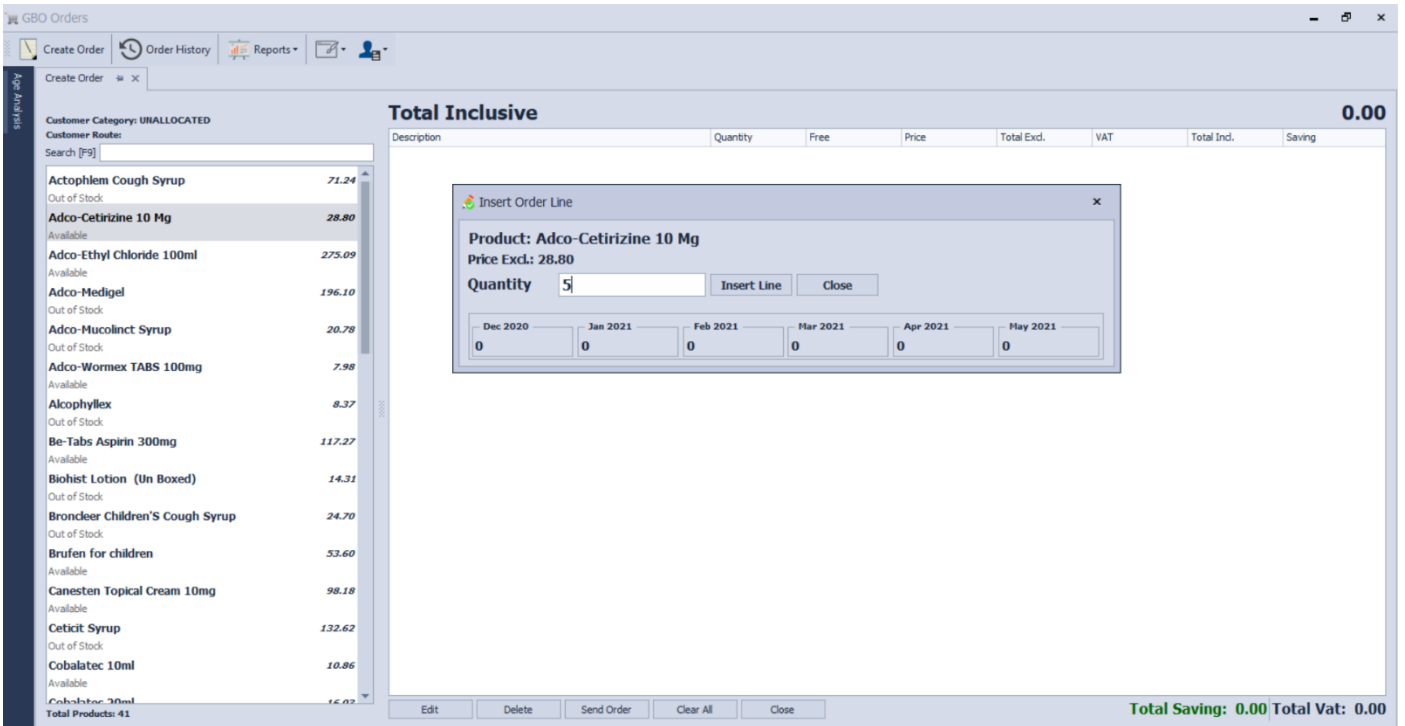 GBO Orders
Create Order Order History Reports
Create Order
Age Analysis
Customer Category: UNALLOCATED
Customer Route:
Search [F9]
Actophlem Cough Syrup 71.24
Out of Stock
Adco-Cetirizine 10 Mg 28.80
Available
Adco-Ethyl Chloride 100ml 275.09
Available
Adco-Medigel 196.10
Out of Stock
Adco-Mucolinct Syrup 20.78
Out of Stock
Adco-Wormex TABS 100mg 7.98
Available
Alcophyllex 8.37
Out of Stock
Be-Tabs Aspirin 300mg 117.27
Available
Biohist Lotion (Un Boxed) 14.31
Out of Stock
Broncleer Children'S Cough Syrup 24.70
Out of Stock
Brufen for children 53.60
Available
Canesten Topical Cream 10mg 98.18
Available
Ceticit Syrup 132.62
Out of Stock
Cobalatec 10ml 10.86
Available
Cobalatec 20ml 16.02
Total Products: 41
Total Inclusive 0.00
Description Quantity Free Price Total Excl. VAT Total Incl. Saving
Insert Order Line
Product: Adco-Cetirizine 10 Mg
Price Excl.: 28.80
Quantity 5 Insert Line Close
Dec 2020 Jan 2021 Feb 2021 Mar 2021 Apr 2021 May 2021
0 0 0 0 0 0
Edit Delete Send Order Clear All Close
Total Saving: 0.00 Total Vat: 0.00